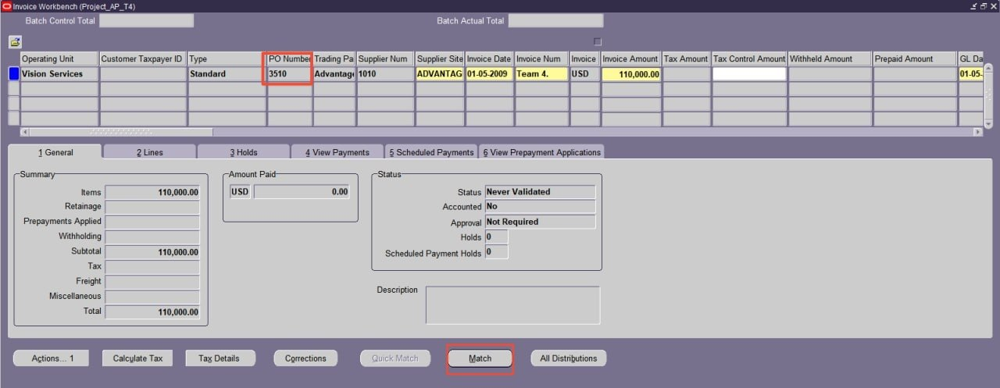 Invoice Workbench (Project_AP_T4)
Batch Control Total
Batch Actual Total
Operating Unit Customer Taxpayer ID Type PO Number Trading Pa Supplier Num Supplier Site Invoice Date Invoice Num Invoice Invoice Amount Tax Amount Tax Control Amount Withheld Amount Prepaid Amount GL Da
Vision Services Standard 3510 Advantage 1010 ADVANTAG 01-05-2009 Team 4. USD 110,000.00 01-05-
1 General 2 Lines 3 Holds 4 View Payments 5 Scheduled Payments 6 View Prepayment Applications
Summary
Items 110,000.00
Retainage
Prepayments Applied
Withholding
Subtotal 110,000.00
Tax
Freight
Miscellaneous
Total 110,000.00
Amount Paid
USD 0.00
Status
Status Never Validated
Accounted No
Approval Not Required
Holds 0
Scheduled Payment Holds 0
Description
Actions... 1 Calculate Tax Tax Details Corrections Quick Match Match All Distributions